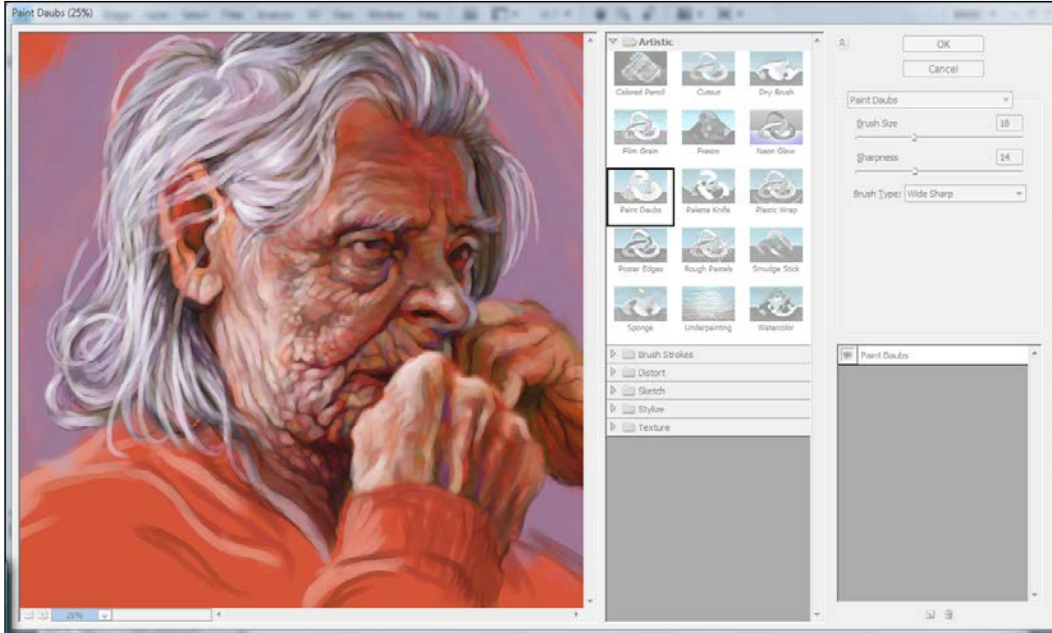 Paint Daubs (25%)
Artistic
Colored Pencil
Cutout
Dry Brush
Film Grain
Fresco
Neon Glow
Paint Daubs
Palette Knife
Plastic Wrap
Poster Edges
Rough Pastels
Smudge Stick
Sponge
Underpainting
Watercolor
Brush Strokes
Distort
Sketch
Stylize
Texture
OK
Cancel
Paint Daubs
Brush Size 18
Sharpness 14
Brush Type: Wide Sharp
Paint Daubs
25%